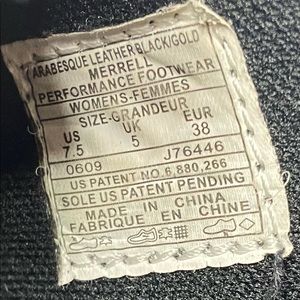 ARABESQUE LEATHER BLACK/GOLD
MERRELL
PERFORMANCE FOOTWEAR
WOMENS-FEMMES
SIZE-GRANDEUR
US UK EUR
7.5 5 38
0609 J76446
US PATENT NO. 6,880,266
SOLE US PATENT PENDING
MADE IN CHINA
FABRIQUE EN CHINE